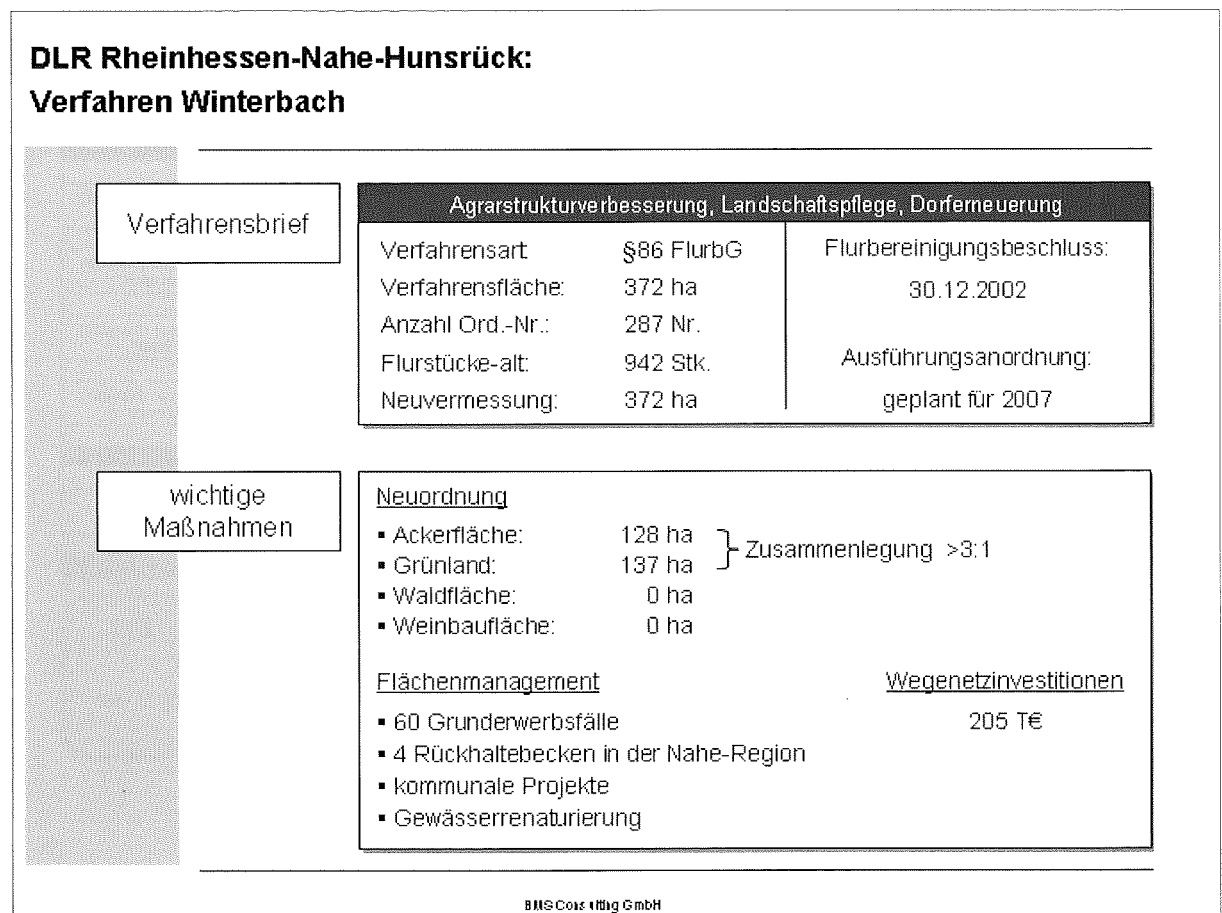 DLR Rheinhessen-Nahe-Hunsrück:
Verfahren Winterbach
Verfahrensbrief
Agrarstrukturverbesserung, Landschaftspflege, Dorferneuerung
Verfahrensart §86 FlurbG
Verfahrensfläche: 372 ha
Anzahl Ord.-Nr.: 287 Nr.
Flurstücke-alt: 942 Stk.
Neuvermessung: 372 ha
Flurbereinigungsbeschluss:
30.12.2002
Ausführungsanordnung:
geplant für 2007
wichtige
Maßnahmen
Neuordnung
▪ Ackerfläche: 128 ha
▪ Grünland: 137 ha
Zusammenlegung >3:1
▪ Waldfläche: 0 ha
▪ Weinbaufläche: 0 ha
Flächenmanagement
▪ 60 Grunderwerbsfälle
▪ 4 Rückhaltebecken in der Nahe-Region
▪ kommunale Projekte
▪ Gewässerrenaturierung
Wegenetzinvestitionen
205 T€
BMS Consulting GmbH